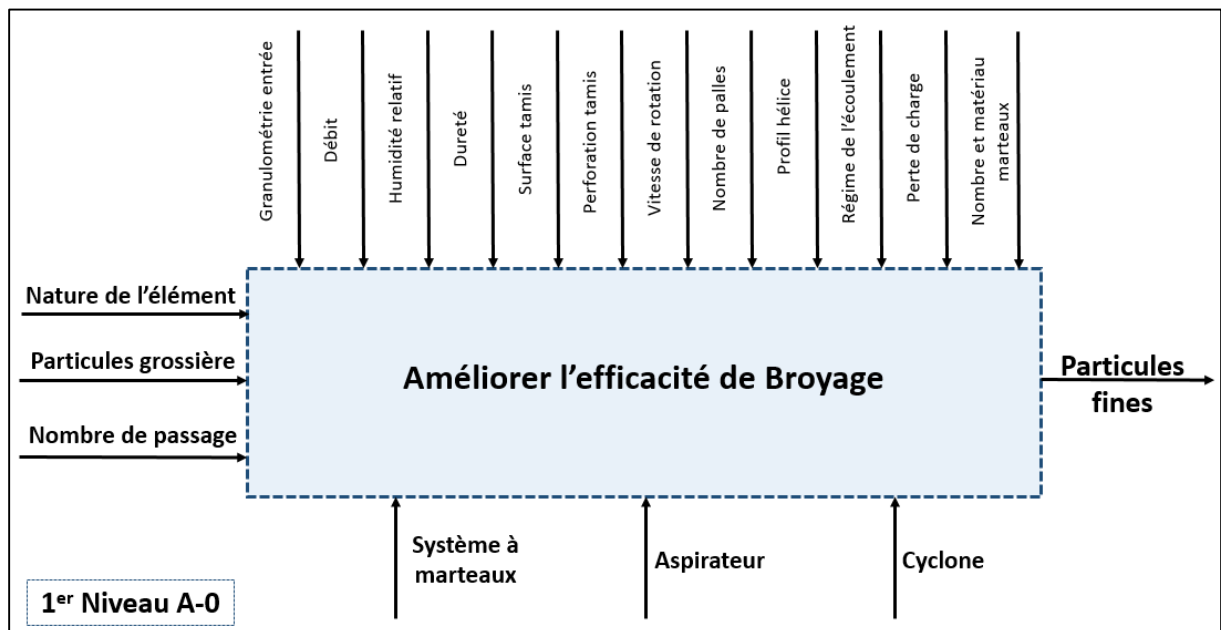 Granulométrie entrée
Débit
Humidité relatif
Dureté
Surface tamis
Perforation tamis
Vitesse de rotation
Nombre de palles
Profil hélice
Régime de l'écoulement
Perte de charge
Nombre et matériau
marteaux
Nature de l'élément
Particules grossière
Nombre de passage
Améliorer l'efficacité de Broyage
Particules
fines
Système à
marteaux
Aspirateur
Cyclone
1er Niveau A-0